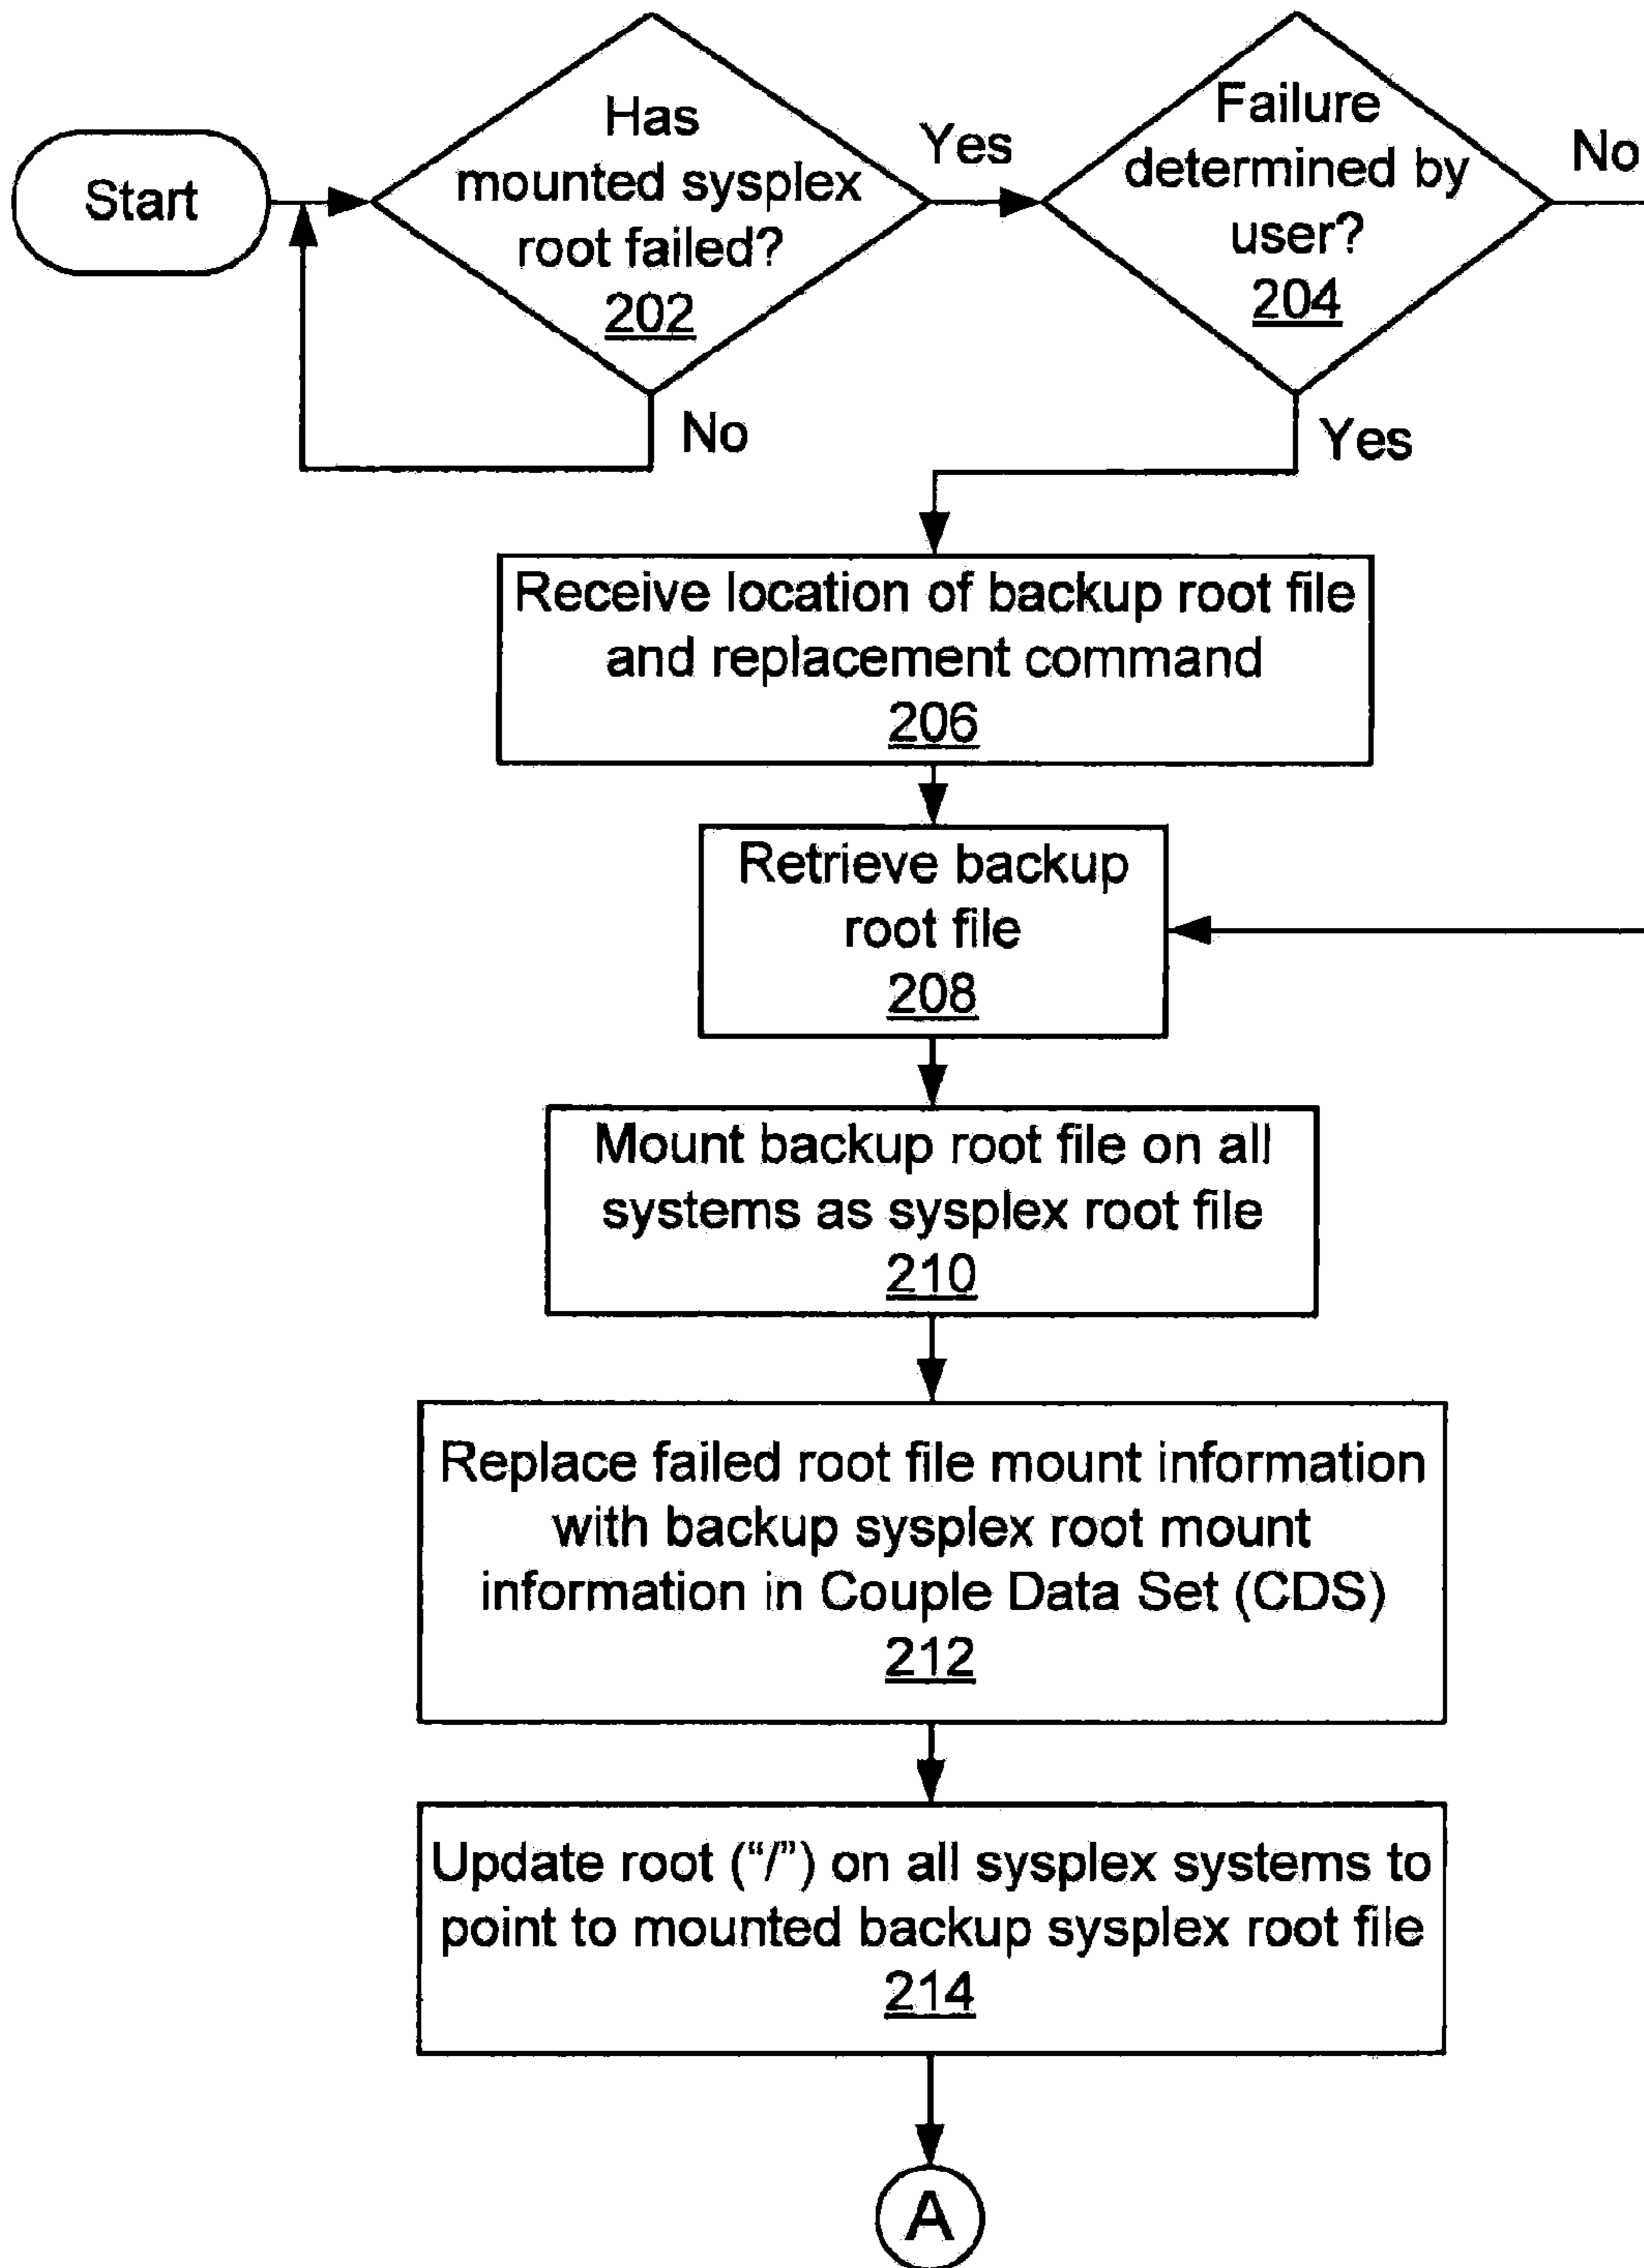 Start
Has
mounted sysplex
root failed?
202
Yes
No
Failure
determined by
user?
204
No
Yes
Receive location of backup root file
and replacement command
206
Retrieve backup
root file
208
Mount backup root file on all
systems as sysplex root file
210
Replace failed root file mount information
with backup sysplex root mount
information in Couple Data Set (CDS)
212
Update root (“/”) on all sysplex systems to
point to mounted backup sysplex root file
214
A